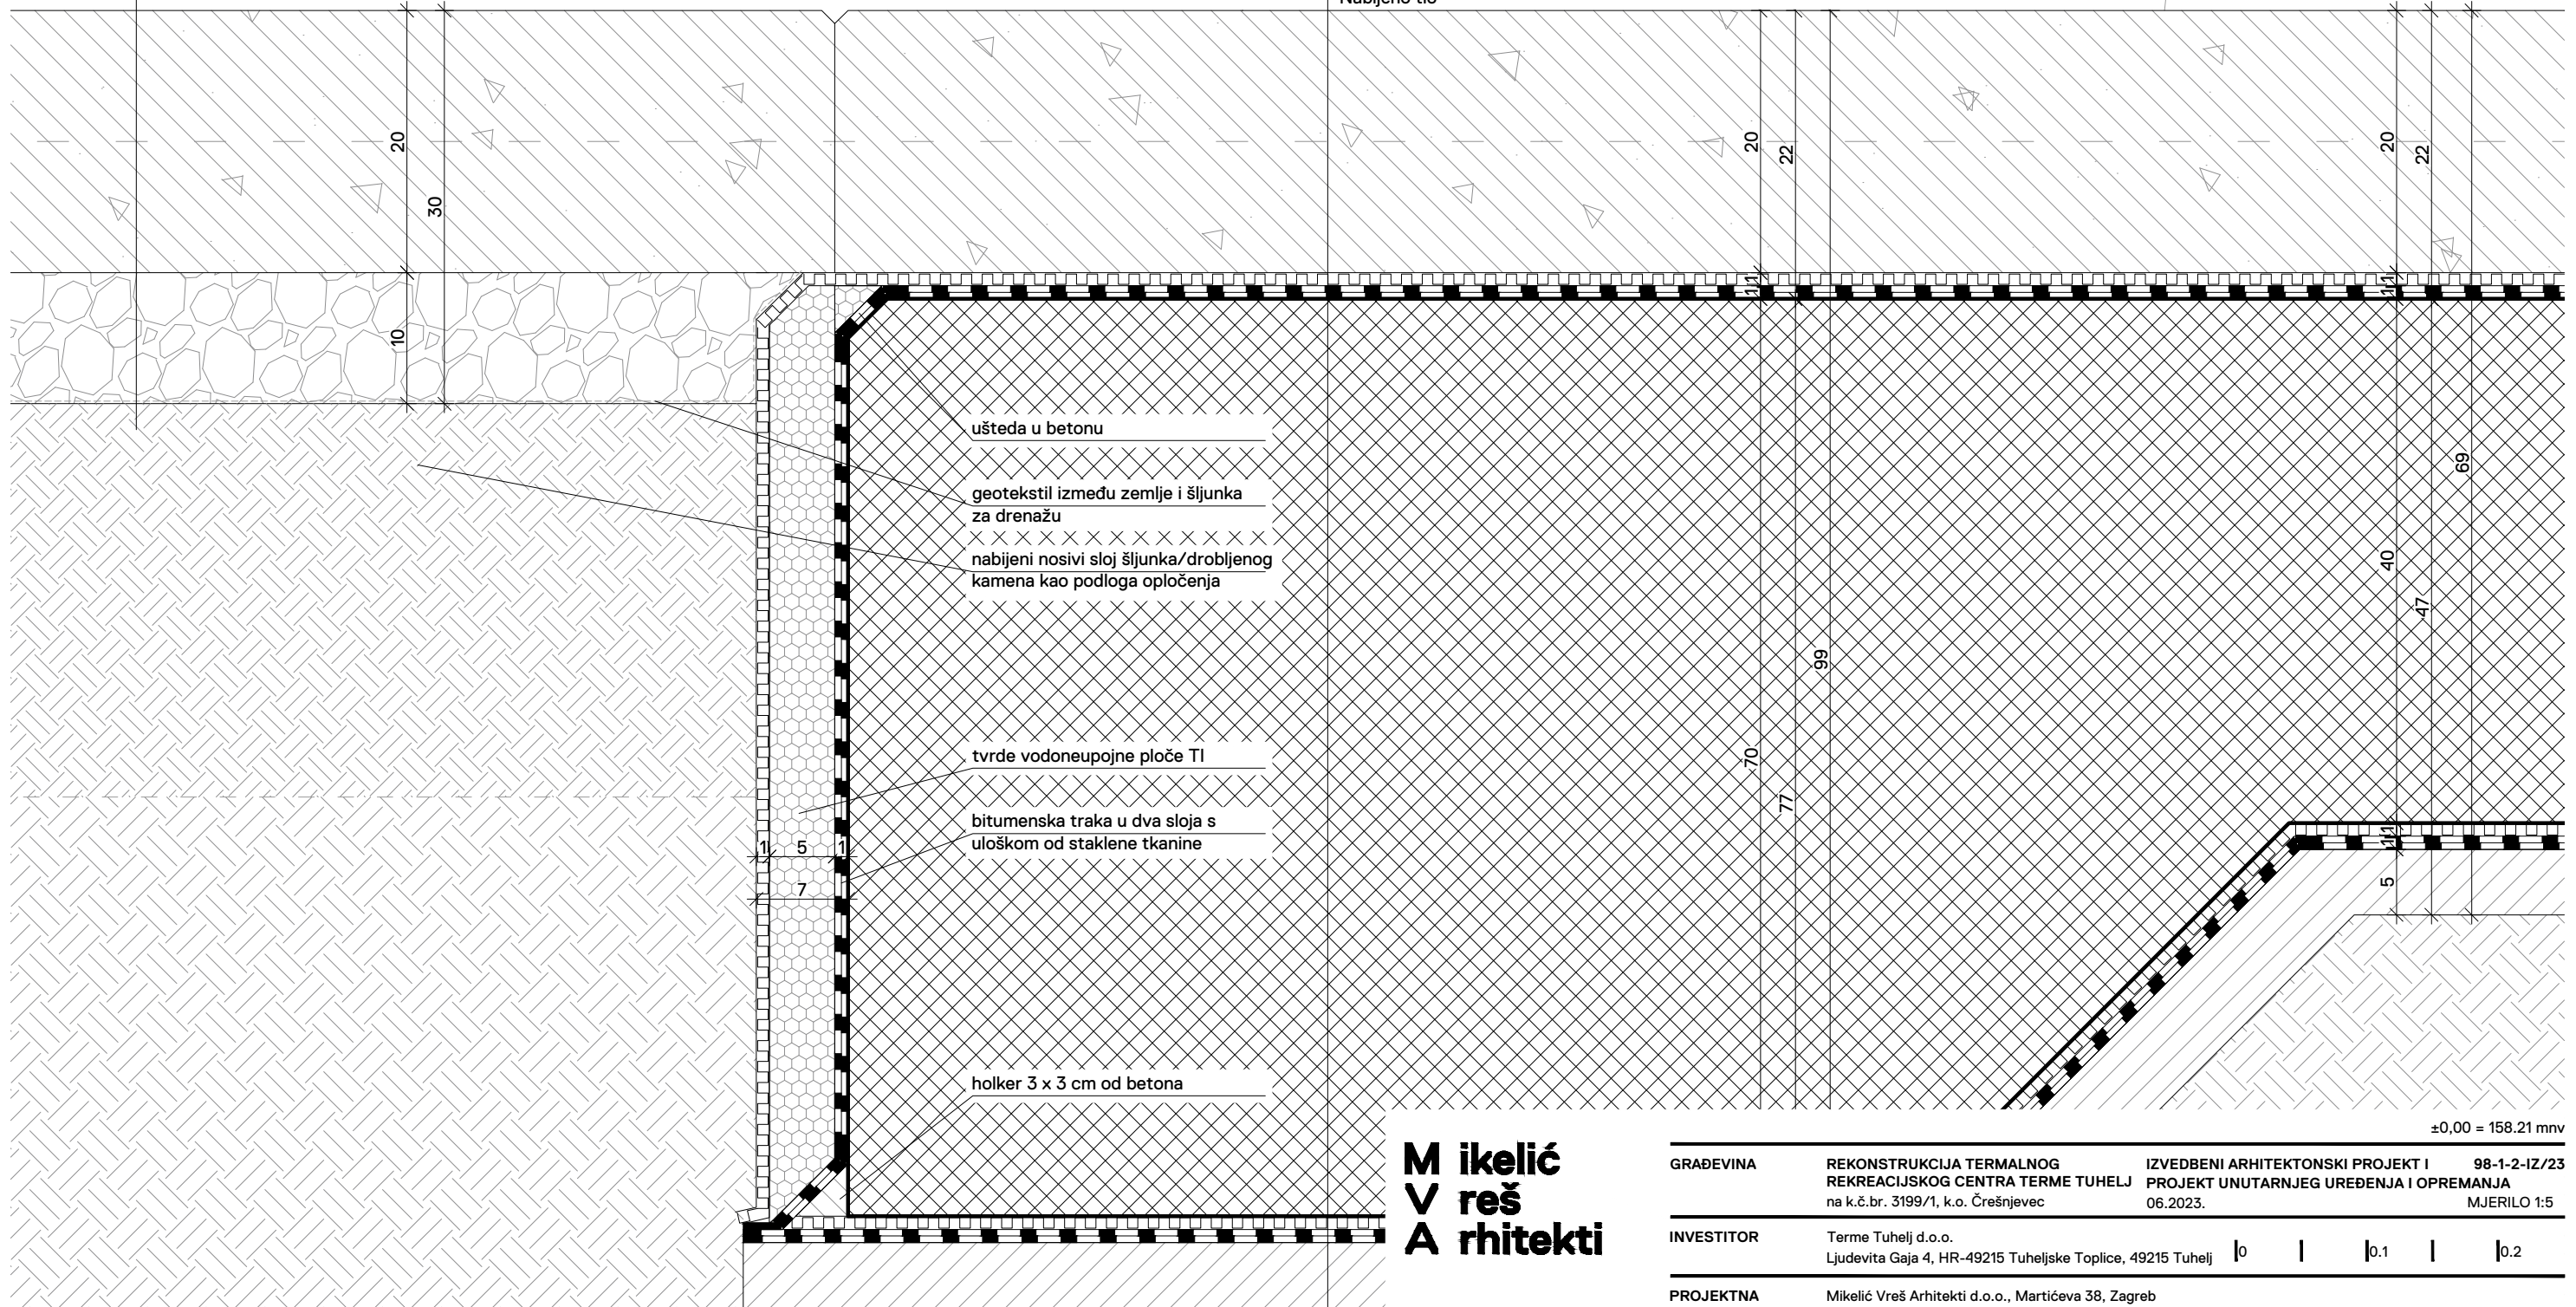 Nabijeno tlo
20
30
10
20
22
11
20
22
11
ušteda u betonu
geotekstil između zemlje i šljunka
za drenažu
nabijeni nosivi sloj šljunka/drobljenog
kamena kao podloga opločenja
tvrde vodoneupojne ploče TI
bitumenska traka u dva sloja s
uloškom od staklene tkanine
1 5 1
7
holker 3 x 3 cm od betona
99
70
77
69
40
47
11
5
±0,00 = 158.21 mnv
M ikelić
V reš
A rhitekti
GRAĐEVINA
REKONSTRUKCIJA TERMALNOG
REKREACIJSKOG CENTRA TERME TUHELJ
na k.č.br. 3199/1, k.o. Črešnjevec
IZVEDBENI ARHITEKTONSKI PROJEKT I
PROJEKT UNUTARNJEG UREĐENJA I OPREMANJA
06.2023.
98-1-2-IZ/23
MJERILO 1:5
INVESTITOR
Terme Tuhelj d.o.o.
Ljudevita Gaja 4, HR-49215 Tuheljske Toplice, 49215 Tuhelj
0 0.1 0.2
PROJEKTNA
Mikelić Vreš Arhitekti d.o.o., Martićeva 38, Zagreb